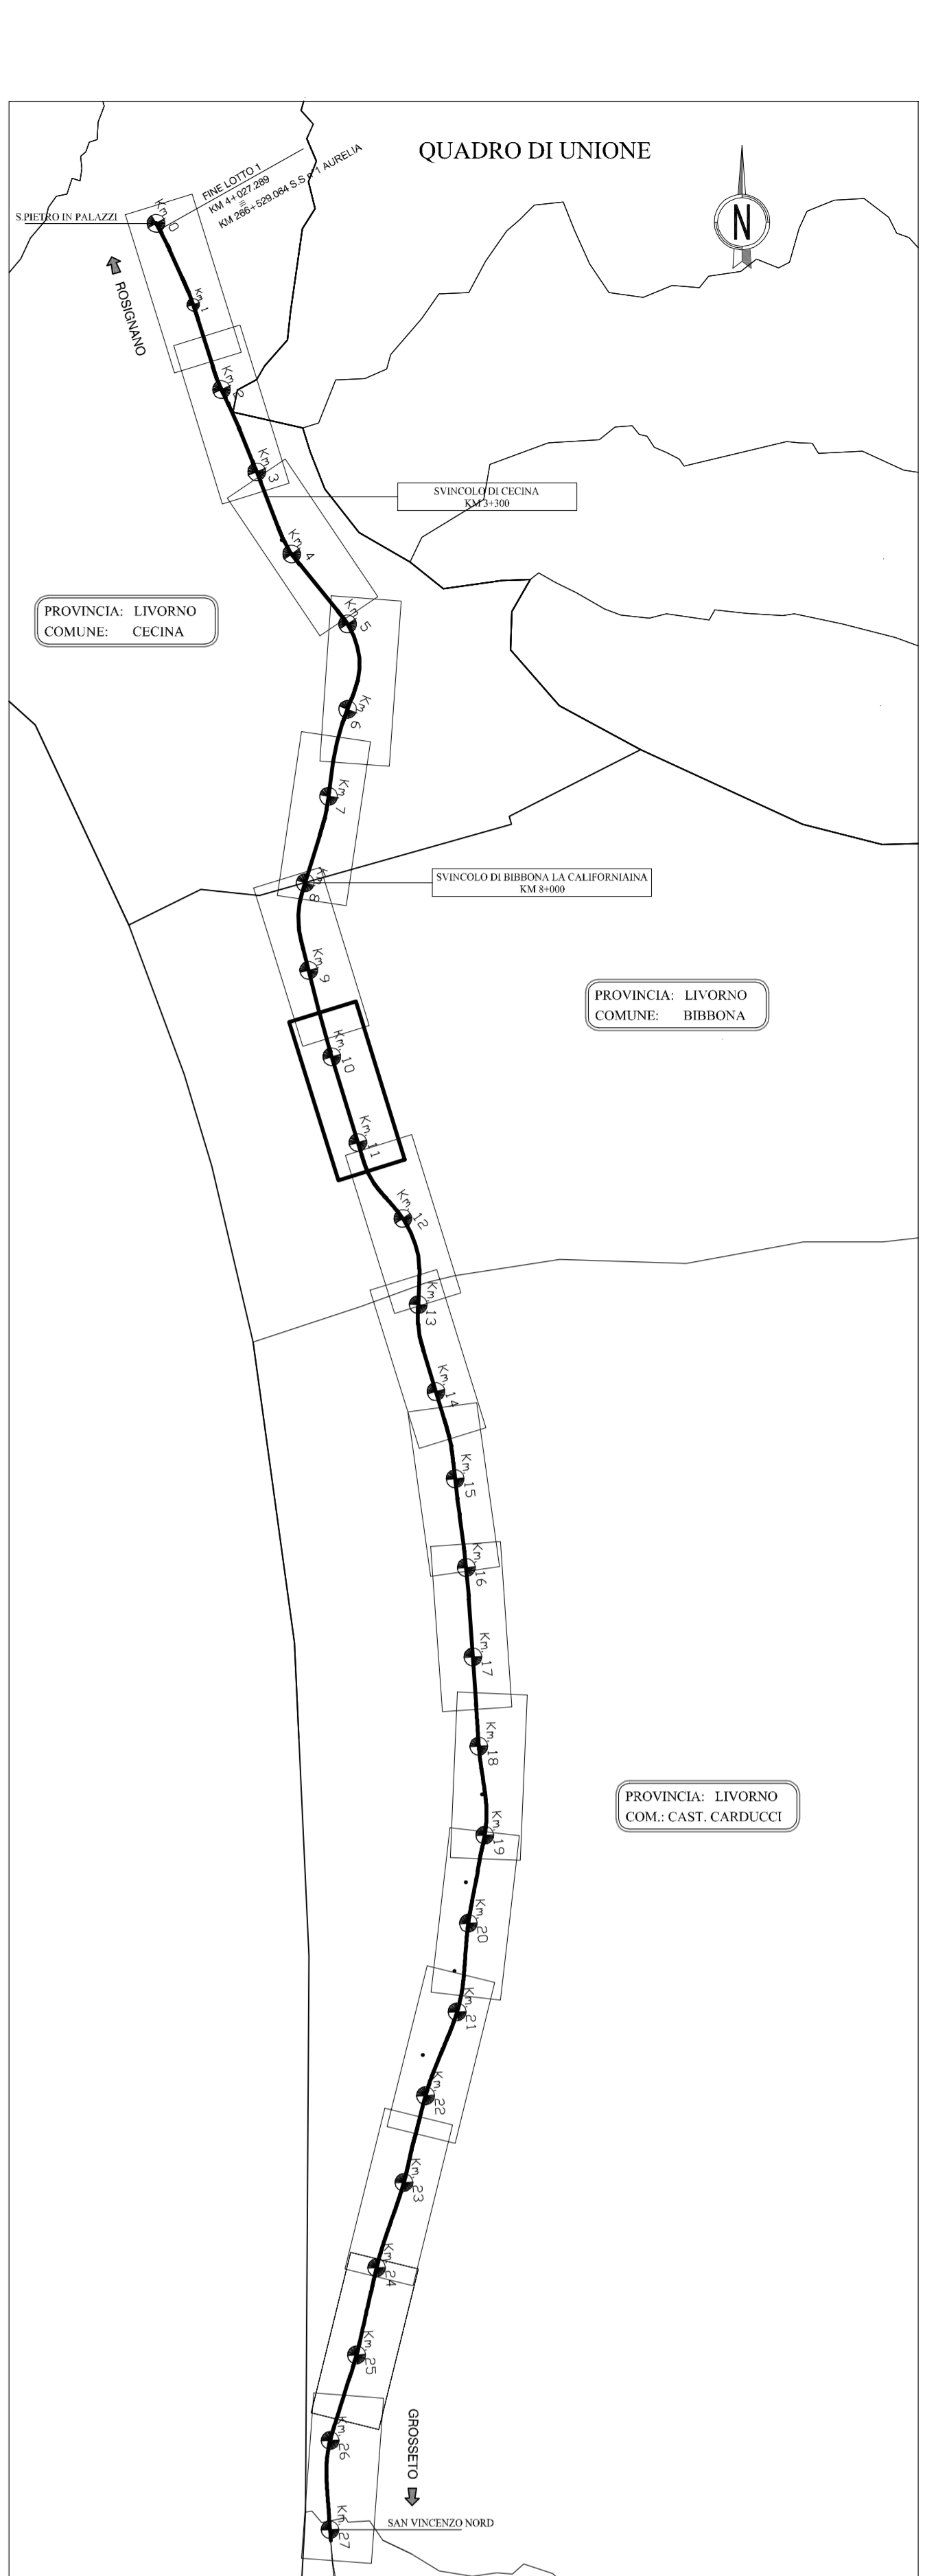 QUADRO DI UNIONE
N
FINE LOTTO 1
KM 4+027.289
≡
KM 266+529.064 S.S.n°1 AURELIA
S.PIETRO IN PALAZZI
Km. 0
ROSIGNANO
Km. 1
Km. 2
Km. 3
SVINCOLO DI CECINA
KM 3+300
Km. 4
PROVINCIA: LIVORNO
COMUNE: CECINA
Km. 5
Km. 6
Km. 7
SVINCOLO DI BIBBONA LA CALIFORNIAINA
KM 8+000
Km. 8
Km. 9
PROVINCIA: LIVORNO
COMUNE: BIBBONA
Km. 10
Km. 11
Km. 12
Km. 13
Km. 14
Km. 15
Km. 16
Km. 17
Km. 18
PROVINCIA: LIVORNO
COM.: CAST. CARDUCCI
Km. 19
Km. 20
Km. 21
Km. 22
Km. 23
Km. 24
Km. 25
GROSSETO
Km. 26
SAN VINCENZO NORD
Km. 27